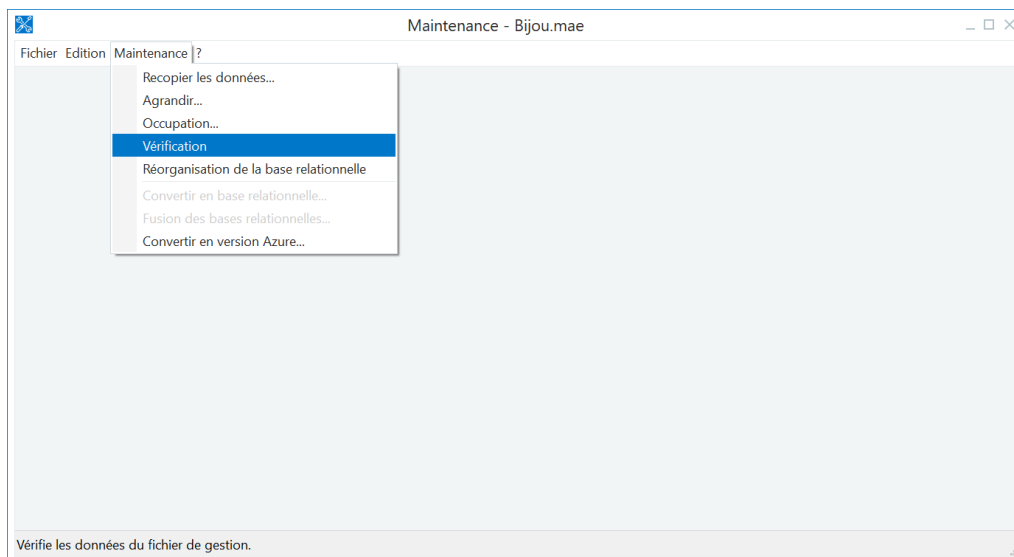 Maintenance - Bijou.mae
Fichier Edition Maintenance ?
Recopier les données...
Agrandir...
Occupation...
Vérification
Réorganisation de la base relationnelle
Convertir en base relationnelle...
Fusion des bases relationnelles...
Convertir en version Azure...
Vérifie les données du fichier de gestion.